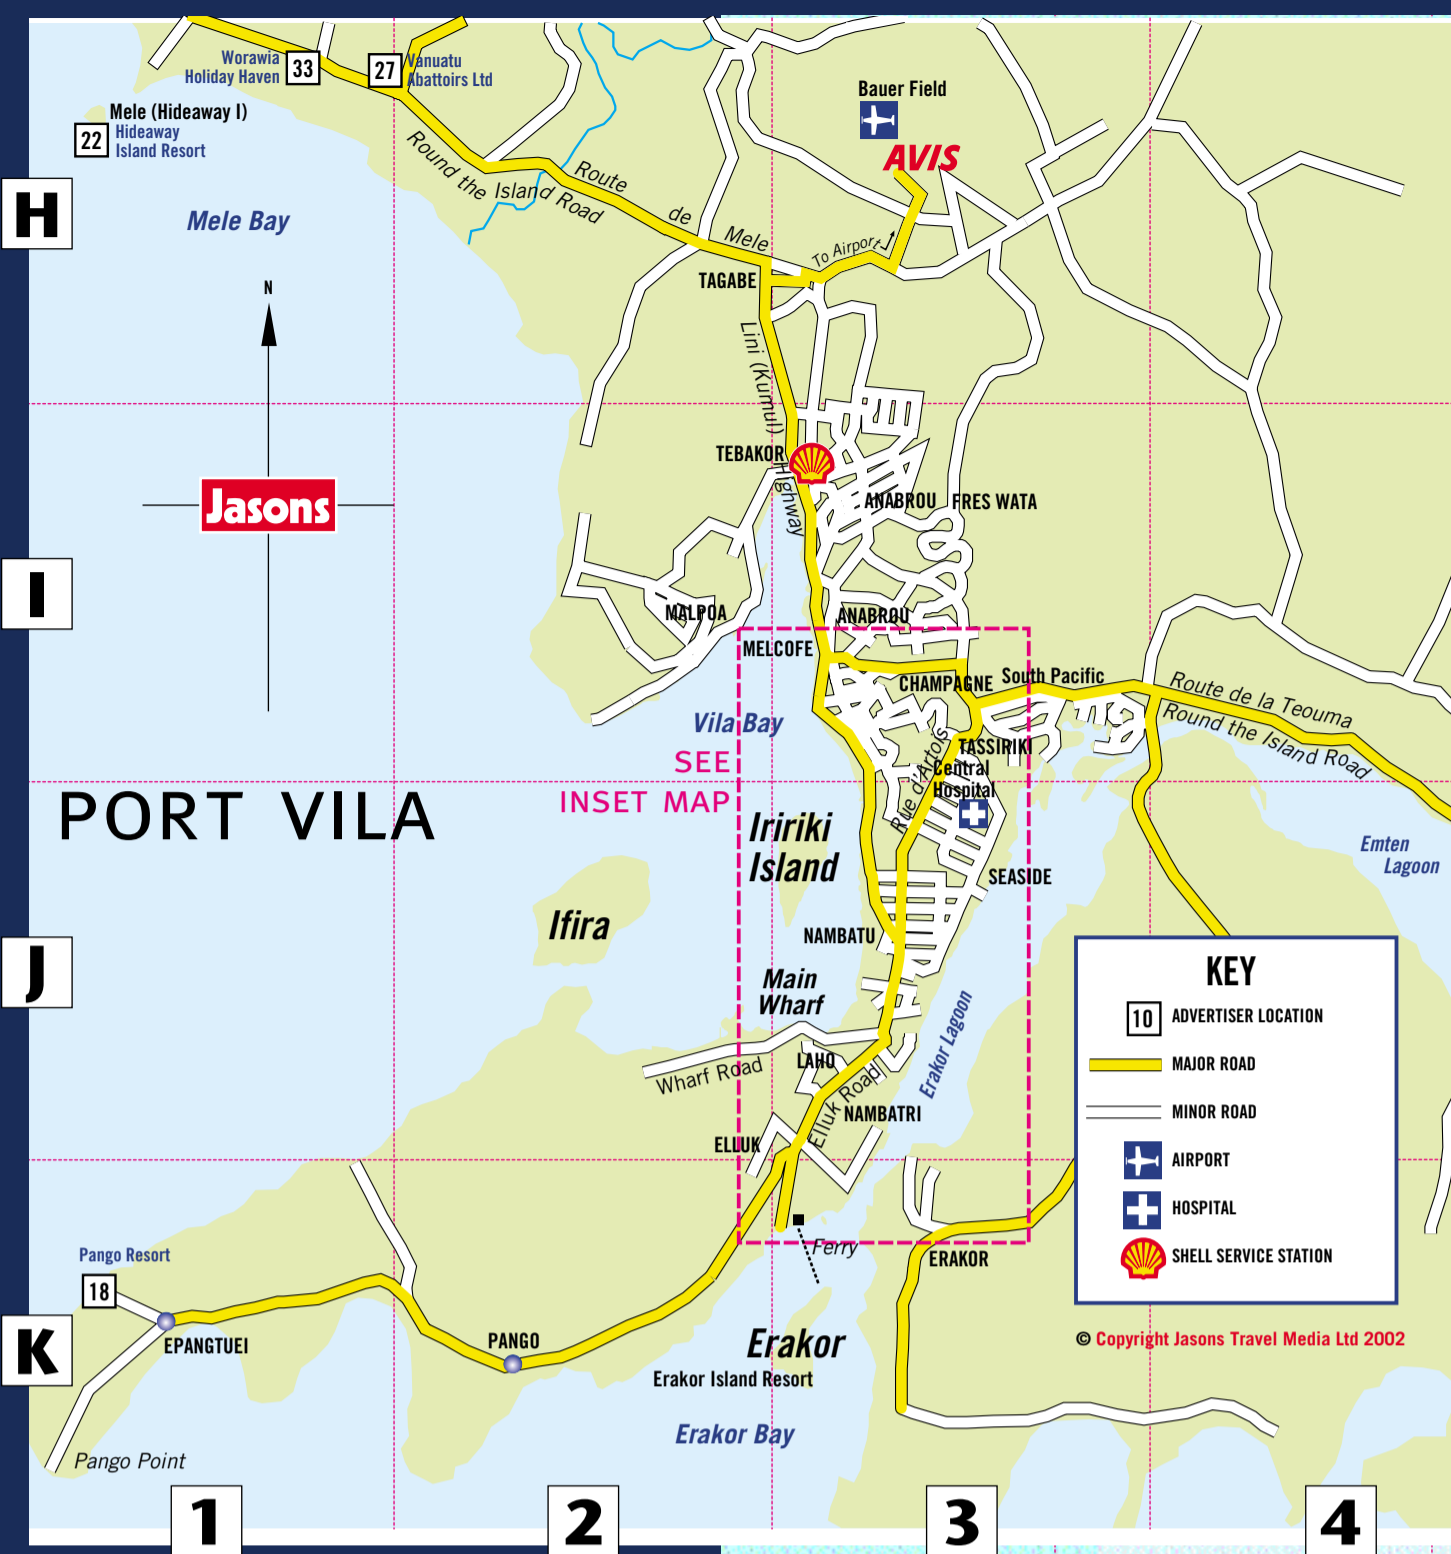 Worawia
Holiday Haven
33
27
Vanuatu
Abattoirs Ltd
Mele (Hideaway I)
22
Hideaway
Island Resort
Bauer Field
AVIS
Round the Island Road
Route de Mele
To Airport
H
Mele Bay
TAGABE
N
Lini (Kumul) Highway
TEBAKOR
Jasons
ANABROU
FRES WATA
I
MALPOA
ANABROU
MELCOFE
CHAMPAGNE
South Pacific
Route de la Teouma
Round the Island Road
Vila Bay
SEE
INSET MAP
TASSIRIKI
Central
Hospital
Rue d'Artois
PORT VILA
Iririki
Island
Emten
Lagoon
SEASIDE
Ifira
NAMBATU
J
Main
Wharf
Erakor Lagoon
KEY
10
ADVERTISER LOCATION
MAJOR ROAD
MINOR ROAD
AIRPORT
HOSPITAL
SHELL SERVICE STATION
Wharf Road
LAHO
Elluk Road
NAMBATRI
ELLUK
Ferry
ERAKOR
Pango Resort
18
EPANGTUEI
PANGO
K
Erakor
Erakor Island Resort
© Copyright Jasons Travel Media Ltd 2002
Erakor Bay
Pango Point
1
2
3
4